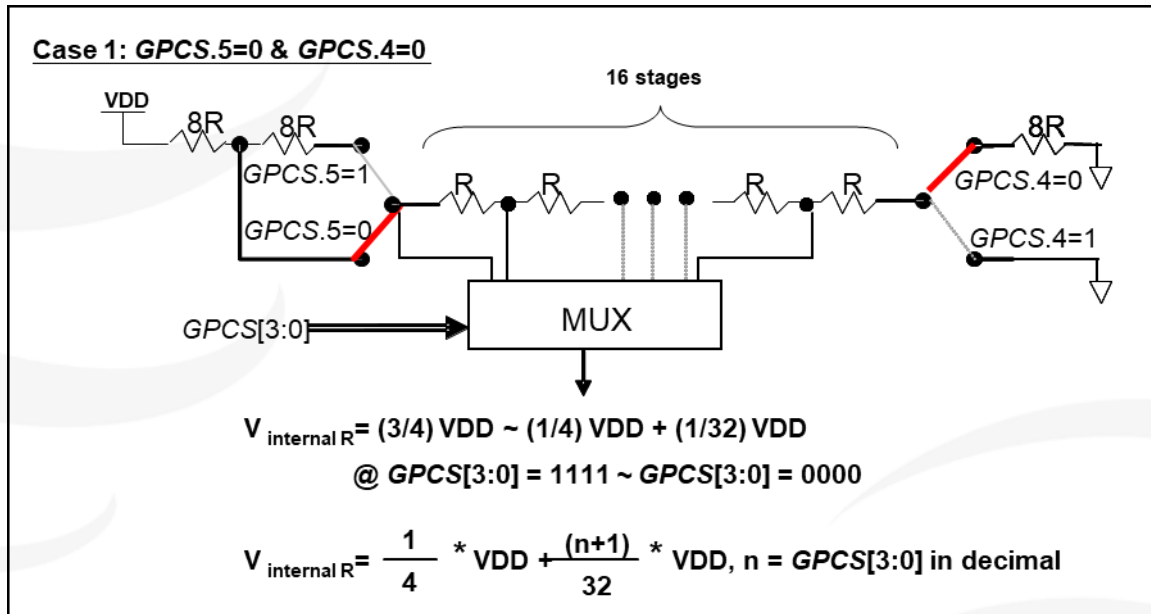 Case 1: GPCS.5=0 & GPCS.4=0
16 stages
VDD
8R 8R 8R
GPCS.5=1 R R R R GPCS.4=0
GPCS.5=0 GPCS.4=1
GPCS[3:0] MUX
V internal R= (3/4) VDD ~ (1/4) VDD + (1/32) VDD
@ GPCS[3:0] = 1111 ~ GPCS[3:0] = 0000
V internal R= 1/4 * VDD + (n+1)/32 * VDD, n = GPCS[3:0] in decimal